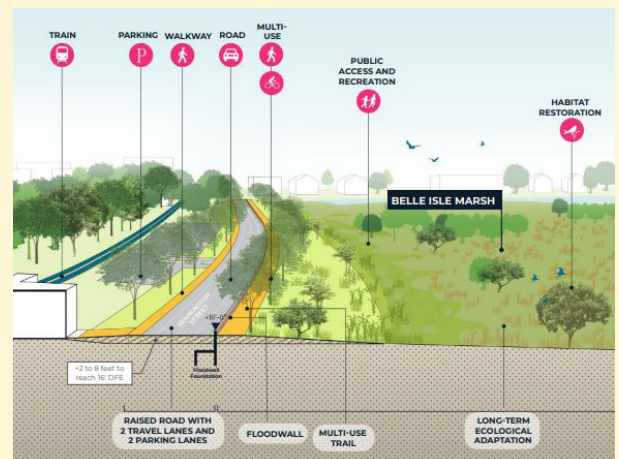 TRAIN
PARKING
WALKWAY
ROAD
MULTI-
USE
PUBLIC
ACCESS AND
RECREATION
HABITAT
RESTORATION
P
BELLE ISLE MARSH
+16'-0"
+2 to 8 feet to
reach 16' DFE
Floodwall
Foundation
RAISED ROAD WITH
2 TRAVEL LANES AND
2 PARKING LANES
FLOODWALL
MULTI-USE
TRAIL
LONG-TERM
ECOLOGICAL
ADAPTATION